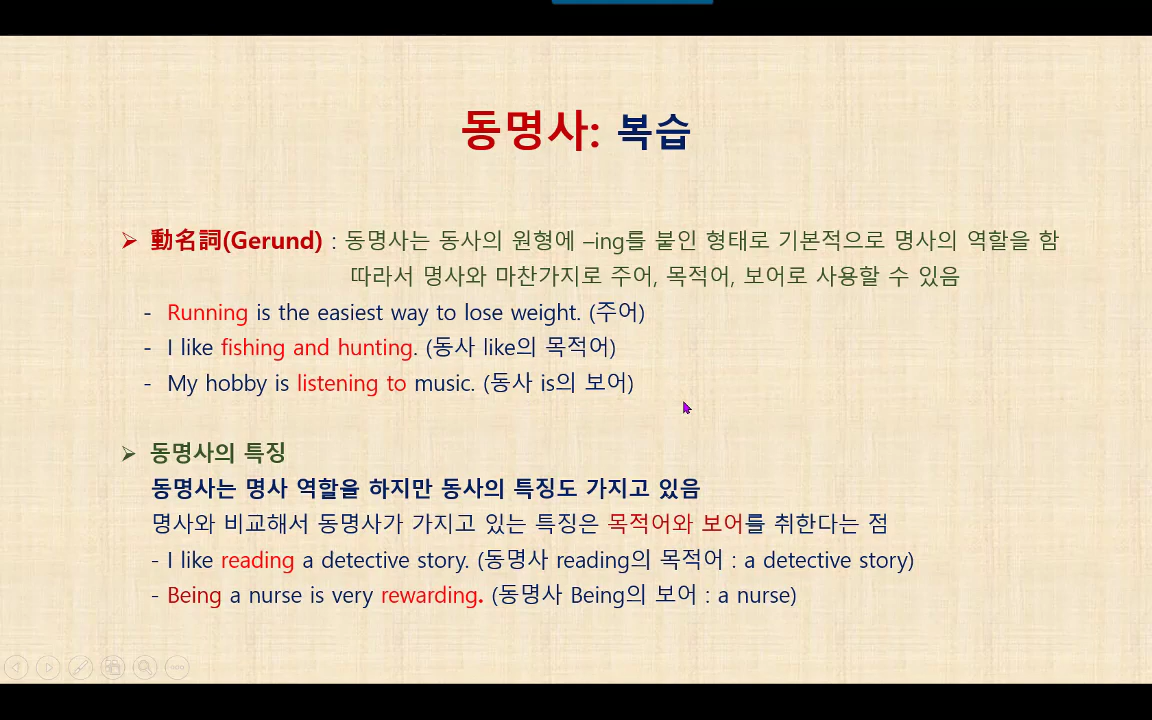 동명사: 복습
➢ 動名詞(Gerund) : 동명사는 동사의 원형에 –ing를 붙인 형태로 기본적으로 명사의 역할을 함
따라서 명사와 마찬가지로 주어, 목적어, 보어로 사용할 수 있음
- Running is the easiest way to lose weight. (주어)
- I like fishing and hunting. (동사 like의 목적어)
- My hobby is listening to music. (동사 is의 보어)
➢ 동명사의 특징
동명사는 명사 역할을 하지만 동사의 특징도 가지고 있음
명사와 비교해서 동명사가 가지고 있는 특징은 목적어와 보어를 취한다는 점
- I like reading a detective story. (동명사 reading의 목적어 : a detective story)
- Being a nurse is very rewarding. (동명사 Being의 보어 : a nurse)